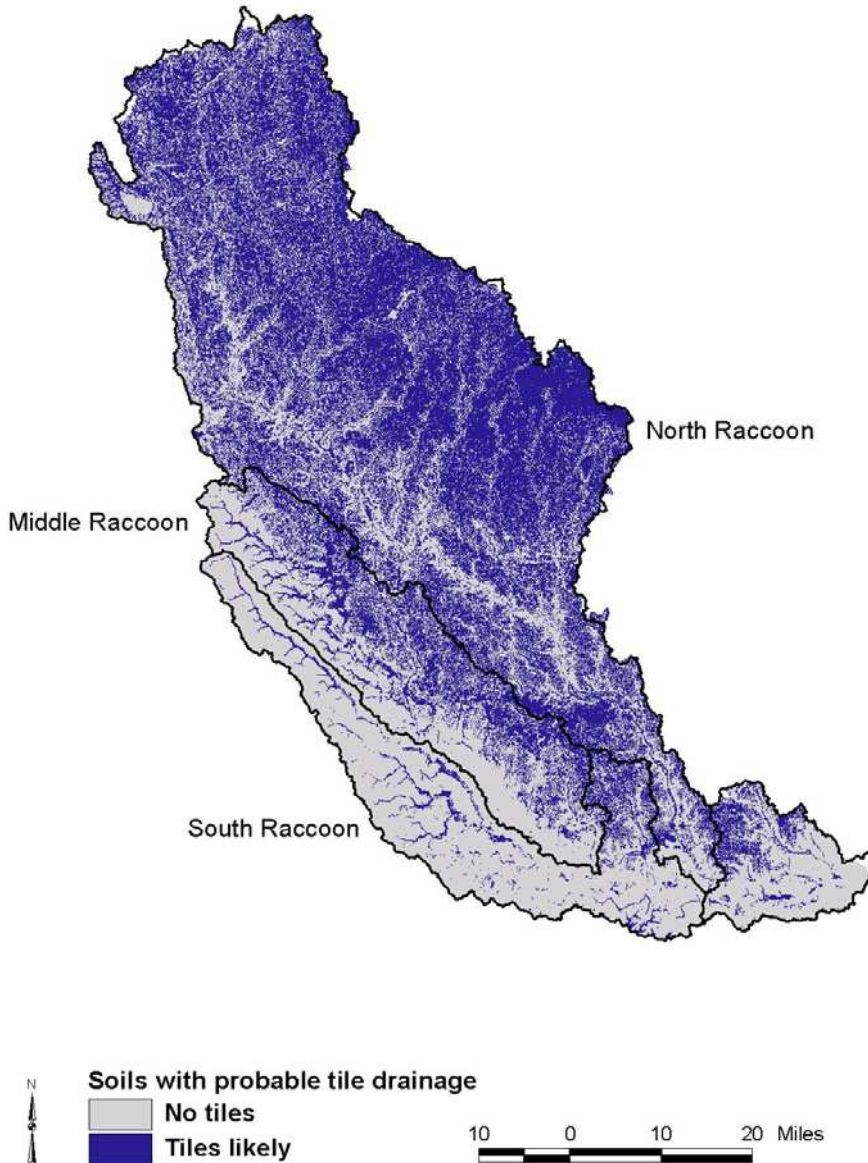 North Raccoon
Middle Raccoon
South Raccoon
N
Soils with probable tile drainage
No tiles
Tiles likely
10 0 10 20 Miles